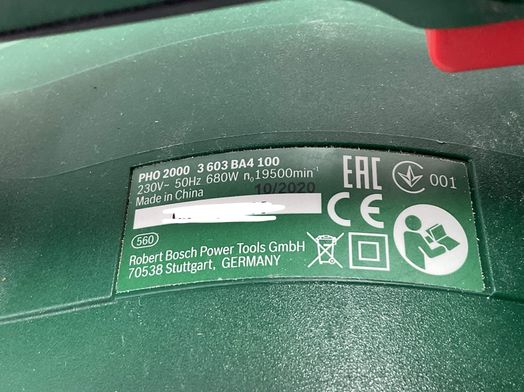 PHO 2000 3 603 BA4 100
230V~ 50Hz 680W n₀19500min⁻¹
Made in China 10/2020
EAC
001
CE
560
Robert Bosch Power Tools GmbH
70538 Stuttgart, GERMANY